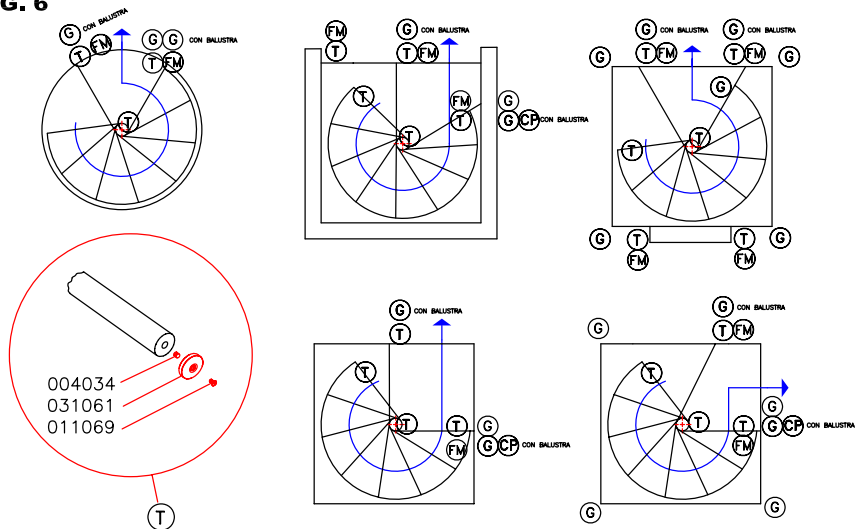 G. 6
G CON BALUSTRA
T FM
G G CON BALUSTRA
T FM
T
FM
T
G CON BALUSTRA
T FM
T
T
FM
T
G
G CP CON BALUSTRA
G CON BALUSTRA
G CON BALUSTRA
G T FM T FM G
G
T
T
G T T G
FM FM
004034
031061
011069
T
G CON BALUSTRA
T
T
T
T G
FM G CP CON BALUSTRA
G CON BALUSTRA
G T FM
T
G
T T G CP CON BALUSTRA
FM
G G